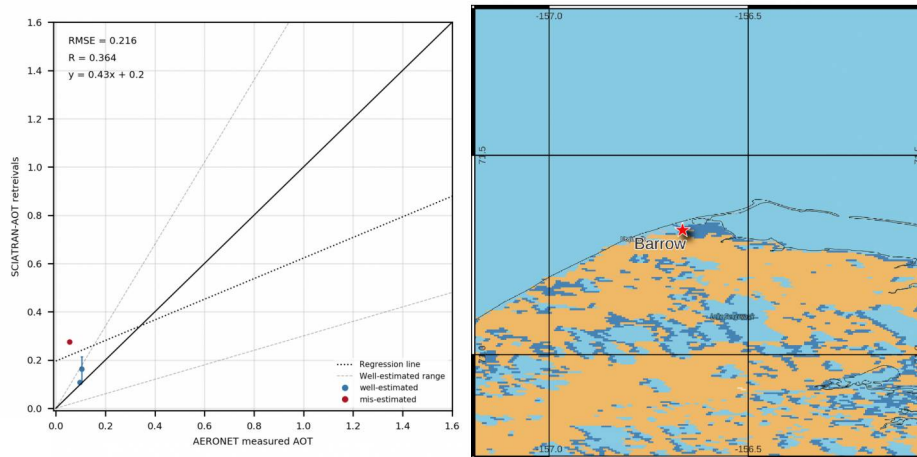 RMSE = 0.216
R = 0.364
y = 0.43x + 0.2
1.6
1.4
1.2
1.0
0.8
0.6
0.4
0.2
0.0
SCIATRAN-AOT retreivals
Regression line
Well-estimated range
well-estimated
mis-estimated
0.0 0.2 0.4 0.6 0.8 1.0 1.2 1.4 1.6
AERONET measured AOT
-157.0 -156.5
71.5
Barrow
-157.0 -156.5